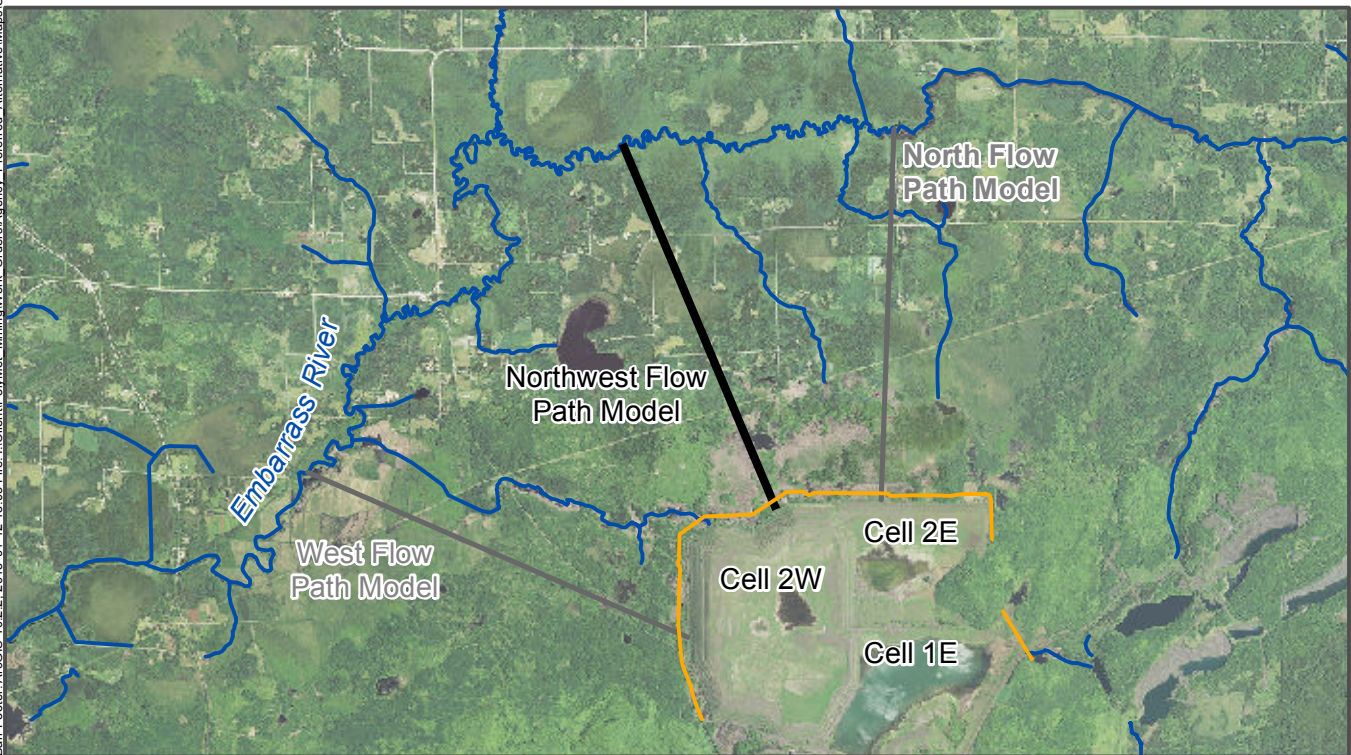 North Flow
Path Model
Northwest Flow
Path Model
Embarrass River
West Flow
Path Model
Cell 2E
Cell 2W
Cell 1E